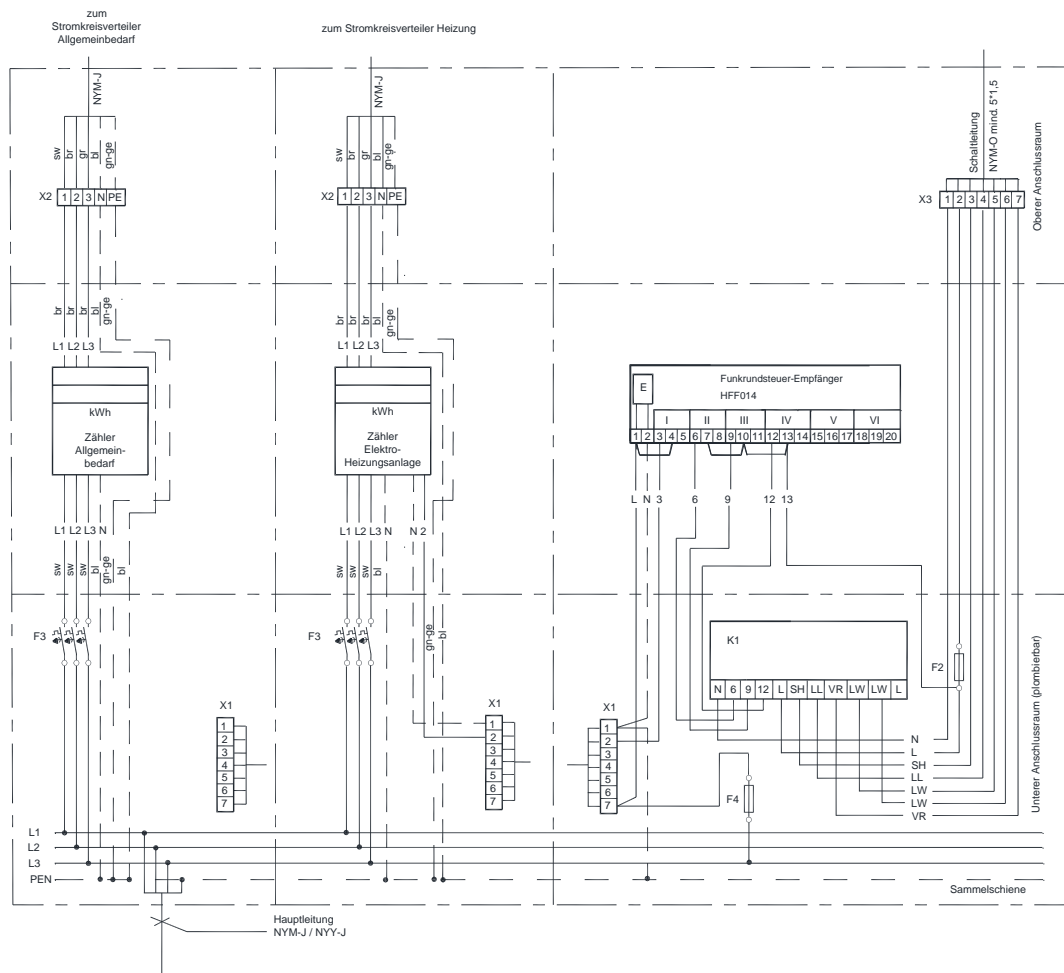 zum
Stromkreisverteiler
Allgemeinbedarf
zum Stromkreisverteiler Heizung
NYM-J
NYM-J
Schaltleitung
NYM-O mind. 5*1,5
Oberer Anschlussraum
sw br gr bl gn-ge
sw br gr bl gn-ge
X2 1 2 3 N PE
X2 1 2 3 N PE
X3 1 2 3 4 5 6 7
br br br bl gn-ge
br br br bl gn-ge
L1 L2 L3
L1 L2 L3
kWh
Zähler
Allgemein-
bedarf
kWh
Zähler
Elektro-
Heizungsanlage
E
Funkrundsteuer-Empfänger
HFF014
I II III IV V VI
1 2 3 4 5 6 7 8 9 10 11 12 13 14 15 16 17 18 19 20
L N 3 6 9 12 13
L1 L2 L3 N
L1 L2 L3 N N 2
sw sw sw bl gn-ge bl
sw sw sw bl
gn-ge bl
F3
F3
K1
N 6 9 12 L SH LL VR LW LW L
F2
Unterer Anschlussraum (plombierbar)
X1
1
2
3
4
5
6
7
X1
1
2
3
4
5
6
7
X1
1
2
3
4
5
6
7
F4
N
L
SH
LL
LW
LW
VR
L1
L2
L3
PEN
Sammelschiene
Hauptleitung
NYM-J / NYY-J